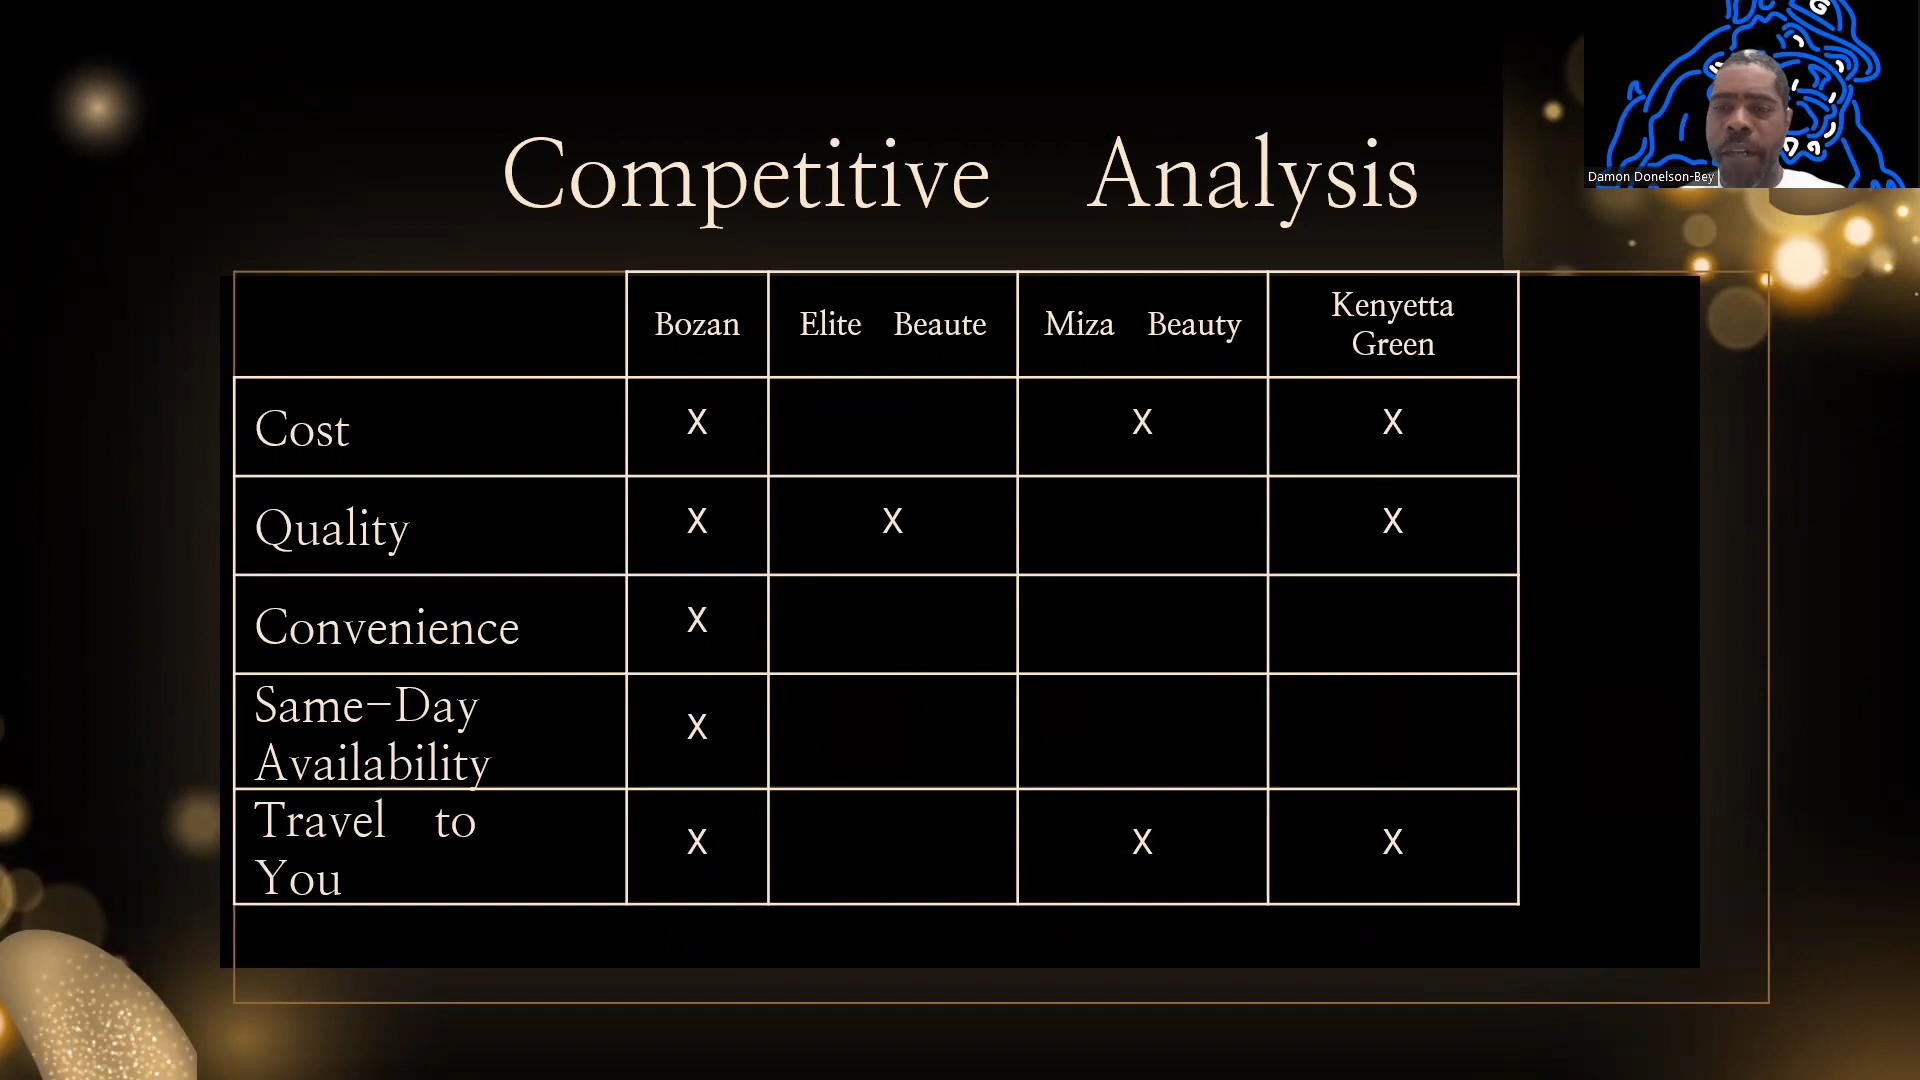 G
Damon Donelson-Bey
Competitive Analysis
Bozan Elite Beaute Miza Beauty Kenyetta
Green
Cost X X X
Quality X X X
Convenience X
Same-Day
Availability X
Travel to
You X X X